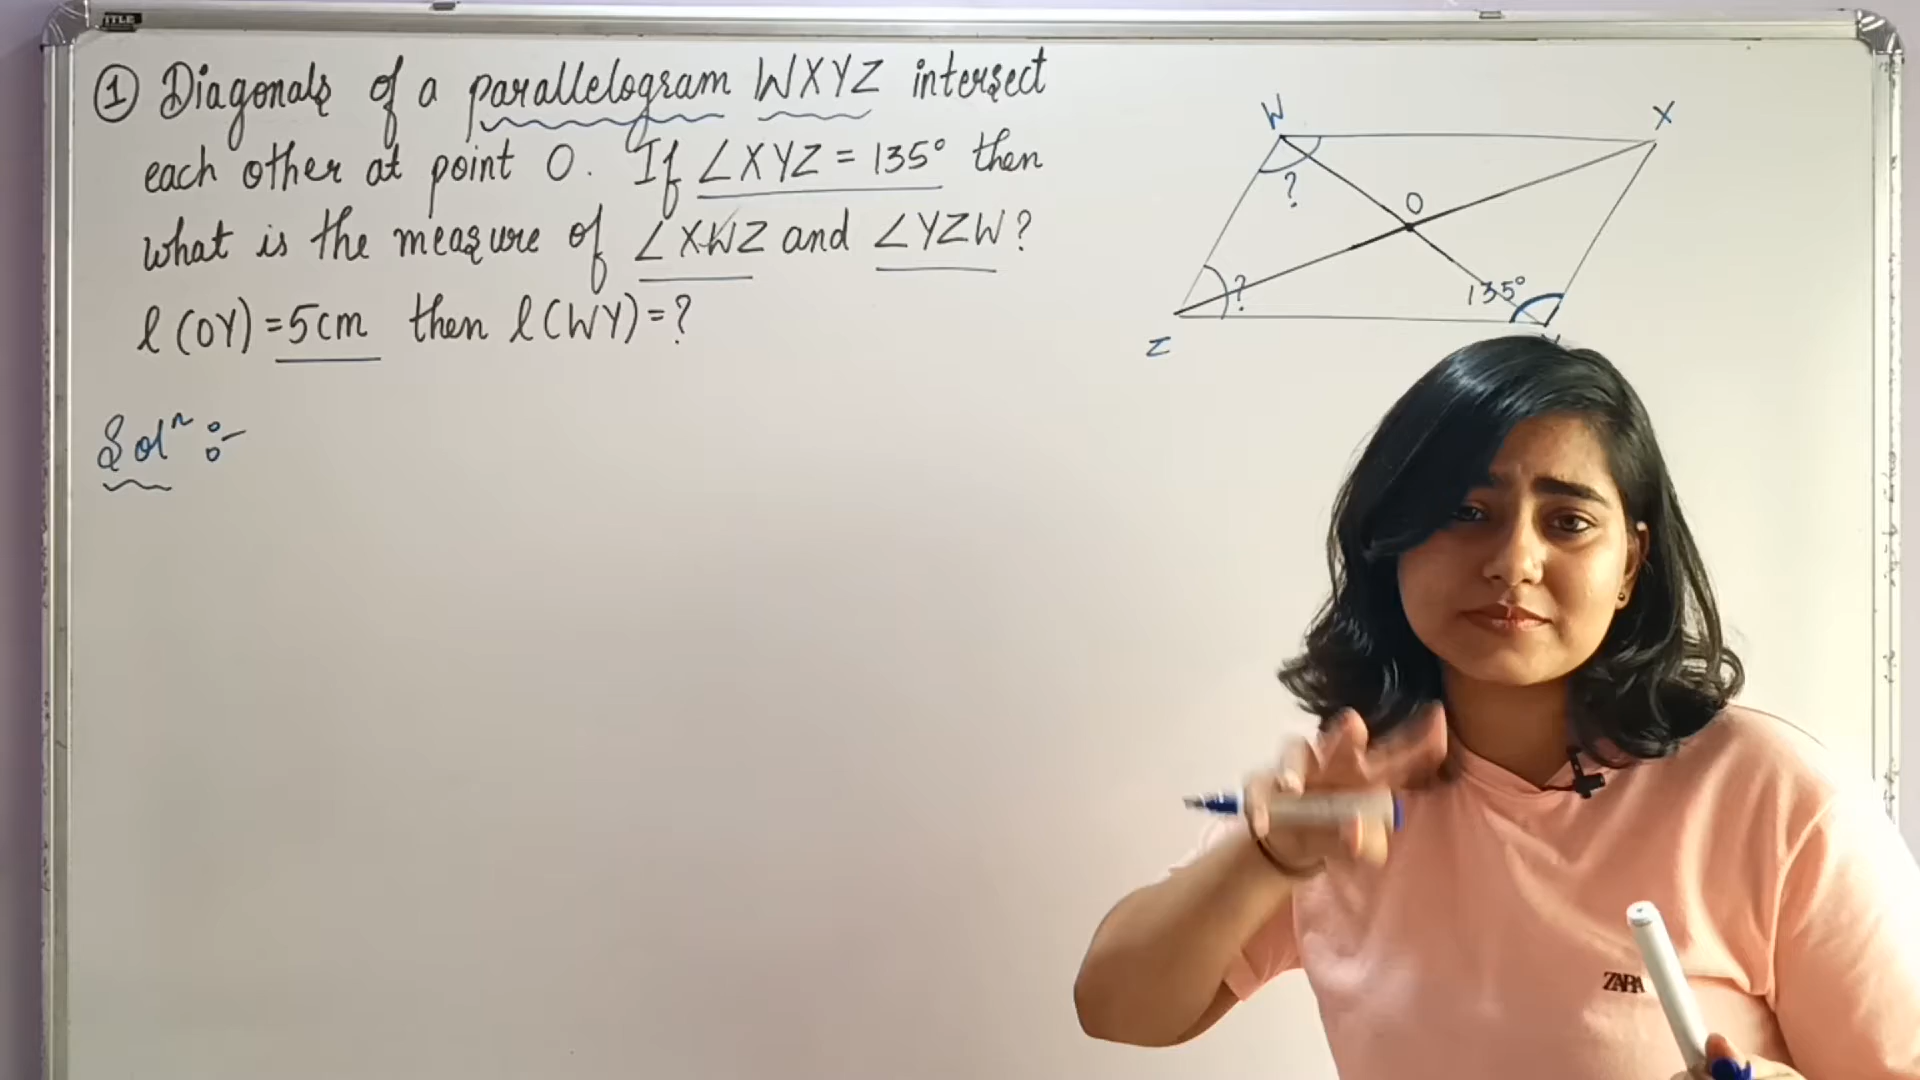 ① Diagonals of a parallelogram WXYZ intersect
each other at point O. If ∠XYZ = 135° then
what is the measure of ∠XWZ and ∠YZW?
l(OY) = 5cm then l(WY) = ?
Solⁿ :-
W
X
?
O
?
135°
Z
ZARA